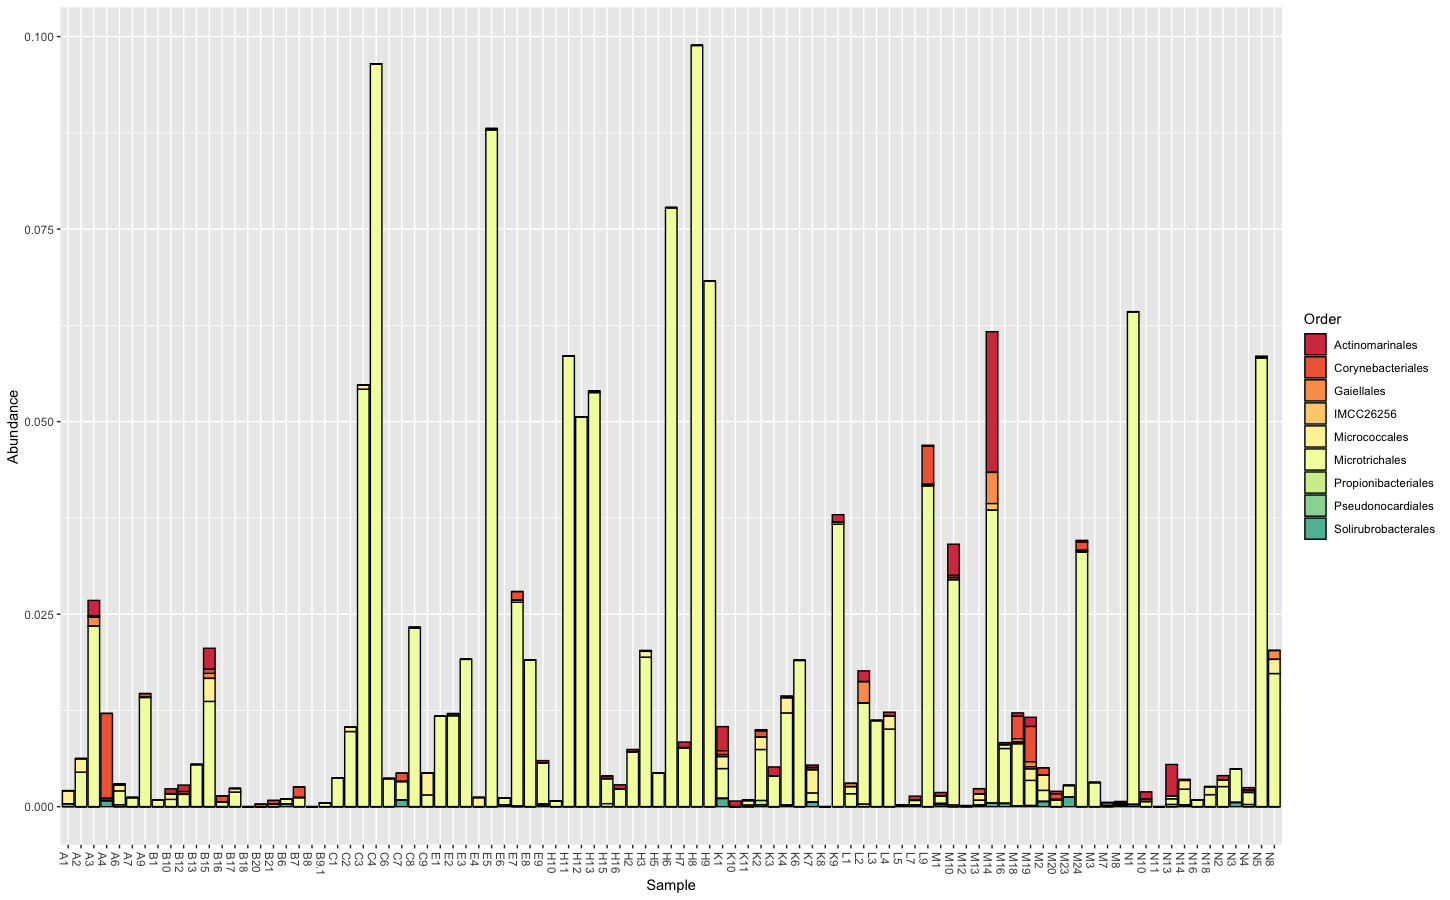 0.100
0.075
0.050
0.025
0.000
Abundance
A1 A2 A3 A4 A6 A7 A9 B1 B10 B12 B13 B15 B16 B17 B18 B20 B21 B6 B7 B8 B9.1 C1 C2 C3 C4 C6 C7 C8 C9 E1 E2 E3 E4 E5 E6 E7 E8 E9 H10 H11 H12 H13 H15 H16 H2 H3 H5 H6 H7 H8 H9 K1 K10 K11 K2 K3 K4 K6 K7 K8 K9 L1 L2 L3 L4 L5 L7 L9 M1 M10 M12 M13 M14 M16 M18 M19 M2 M20 M23 M24 M3 M7 M8 N1 N10 N11 N13 N14 N16 N18 N2 N3 N4 N5 N8
Sample
Order
Actinomarinales
Corynebacteriales
Gaiellales
IMCC26256
Micrococcales
Microtrichales
Propionibacteriales
Pseudonocardiales
Solirubrobacterales